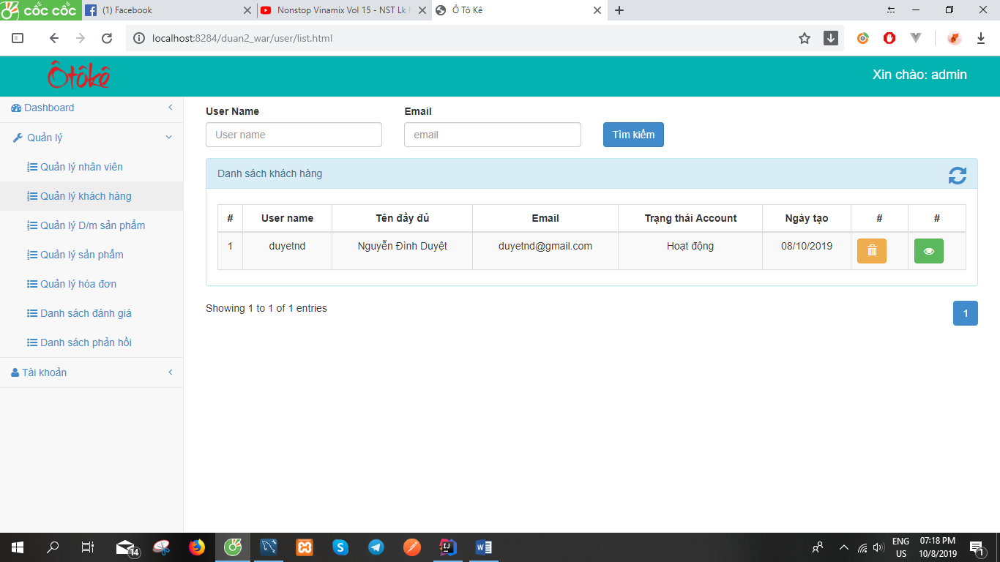 cốc cốc
(1) Facebook
Nonstop Vinamix Vol 15 - NST Lk
Ô Tô Kê
localhost:8284/duan2_war/user/list.html
Ôtôkê
Xin chào: admin
Dashboard
Quản lý
Quản lý nhân viên
Quản lý khách hàng
Quản lý D/m sản phẩm
Quản lý sản phẩm
Quản lý hóa đơn
Danh sách đánh giá
Danh sách phản hồi
Tài khoản
User Name
Email
User name
email
Tìm kiếm
Danh sách khách hàng
# User name Tên đầy đủ Email Trạng thái Account Ngày tạo # #
1 duyetnd Nguyễn Đình Duyệt duyetnd@gmail.com Hoạt động 08/10/2019
Showing 1 to 1 of 1 entries
1
14
ENG
US
07:18 PM
10/8/2019
1